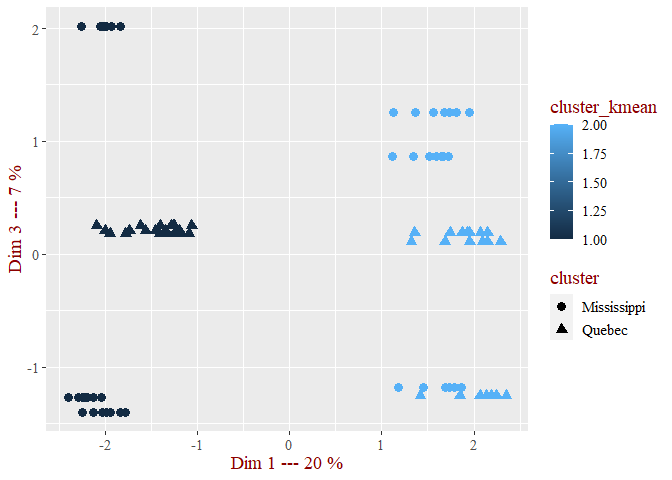 2
1
0
-1
-2
-1
0
1
2
Dim 3 --- 7 %
Dim 1 --- 20 %
cluster_kmean
2.00
1.75
1.50
1.25
1.00
cluster
Mississippi
Quebec